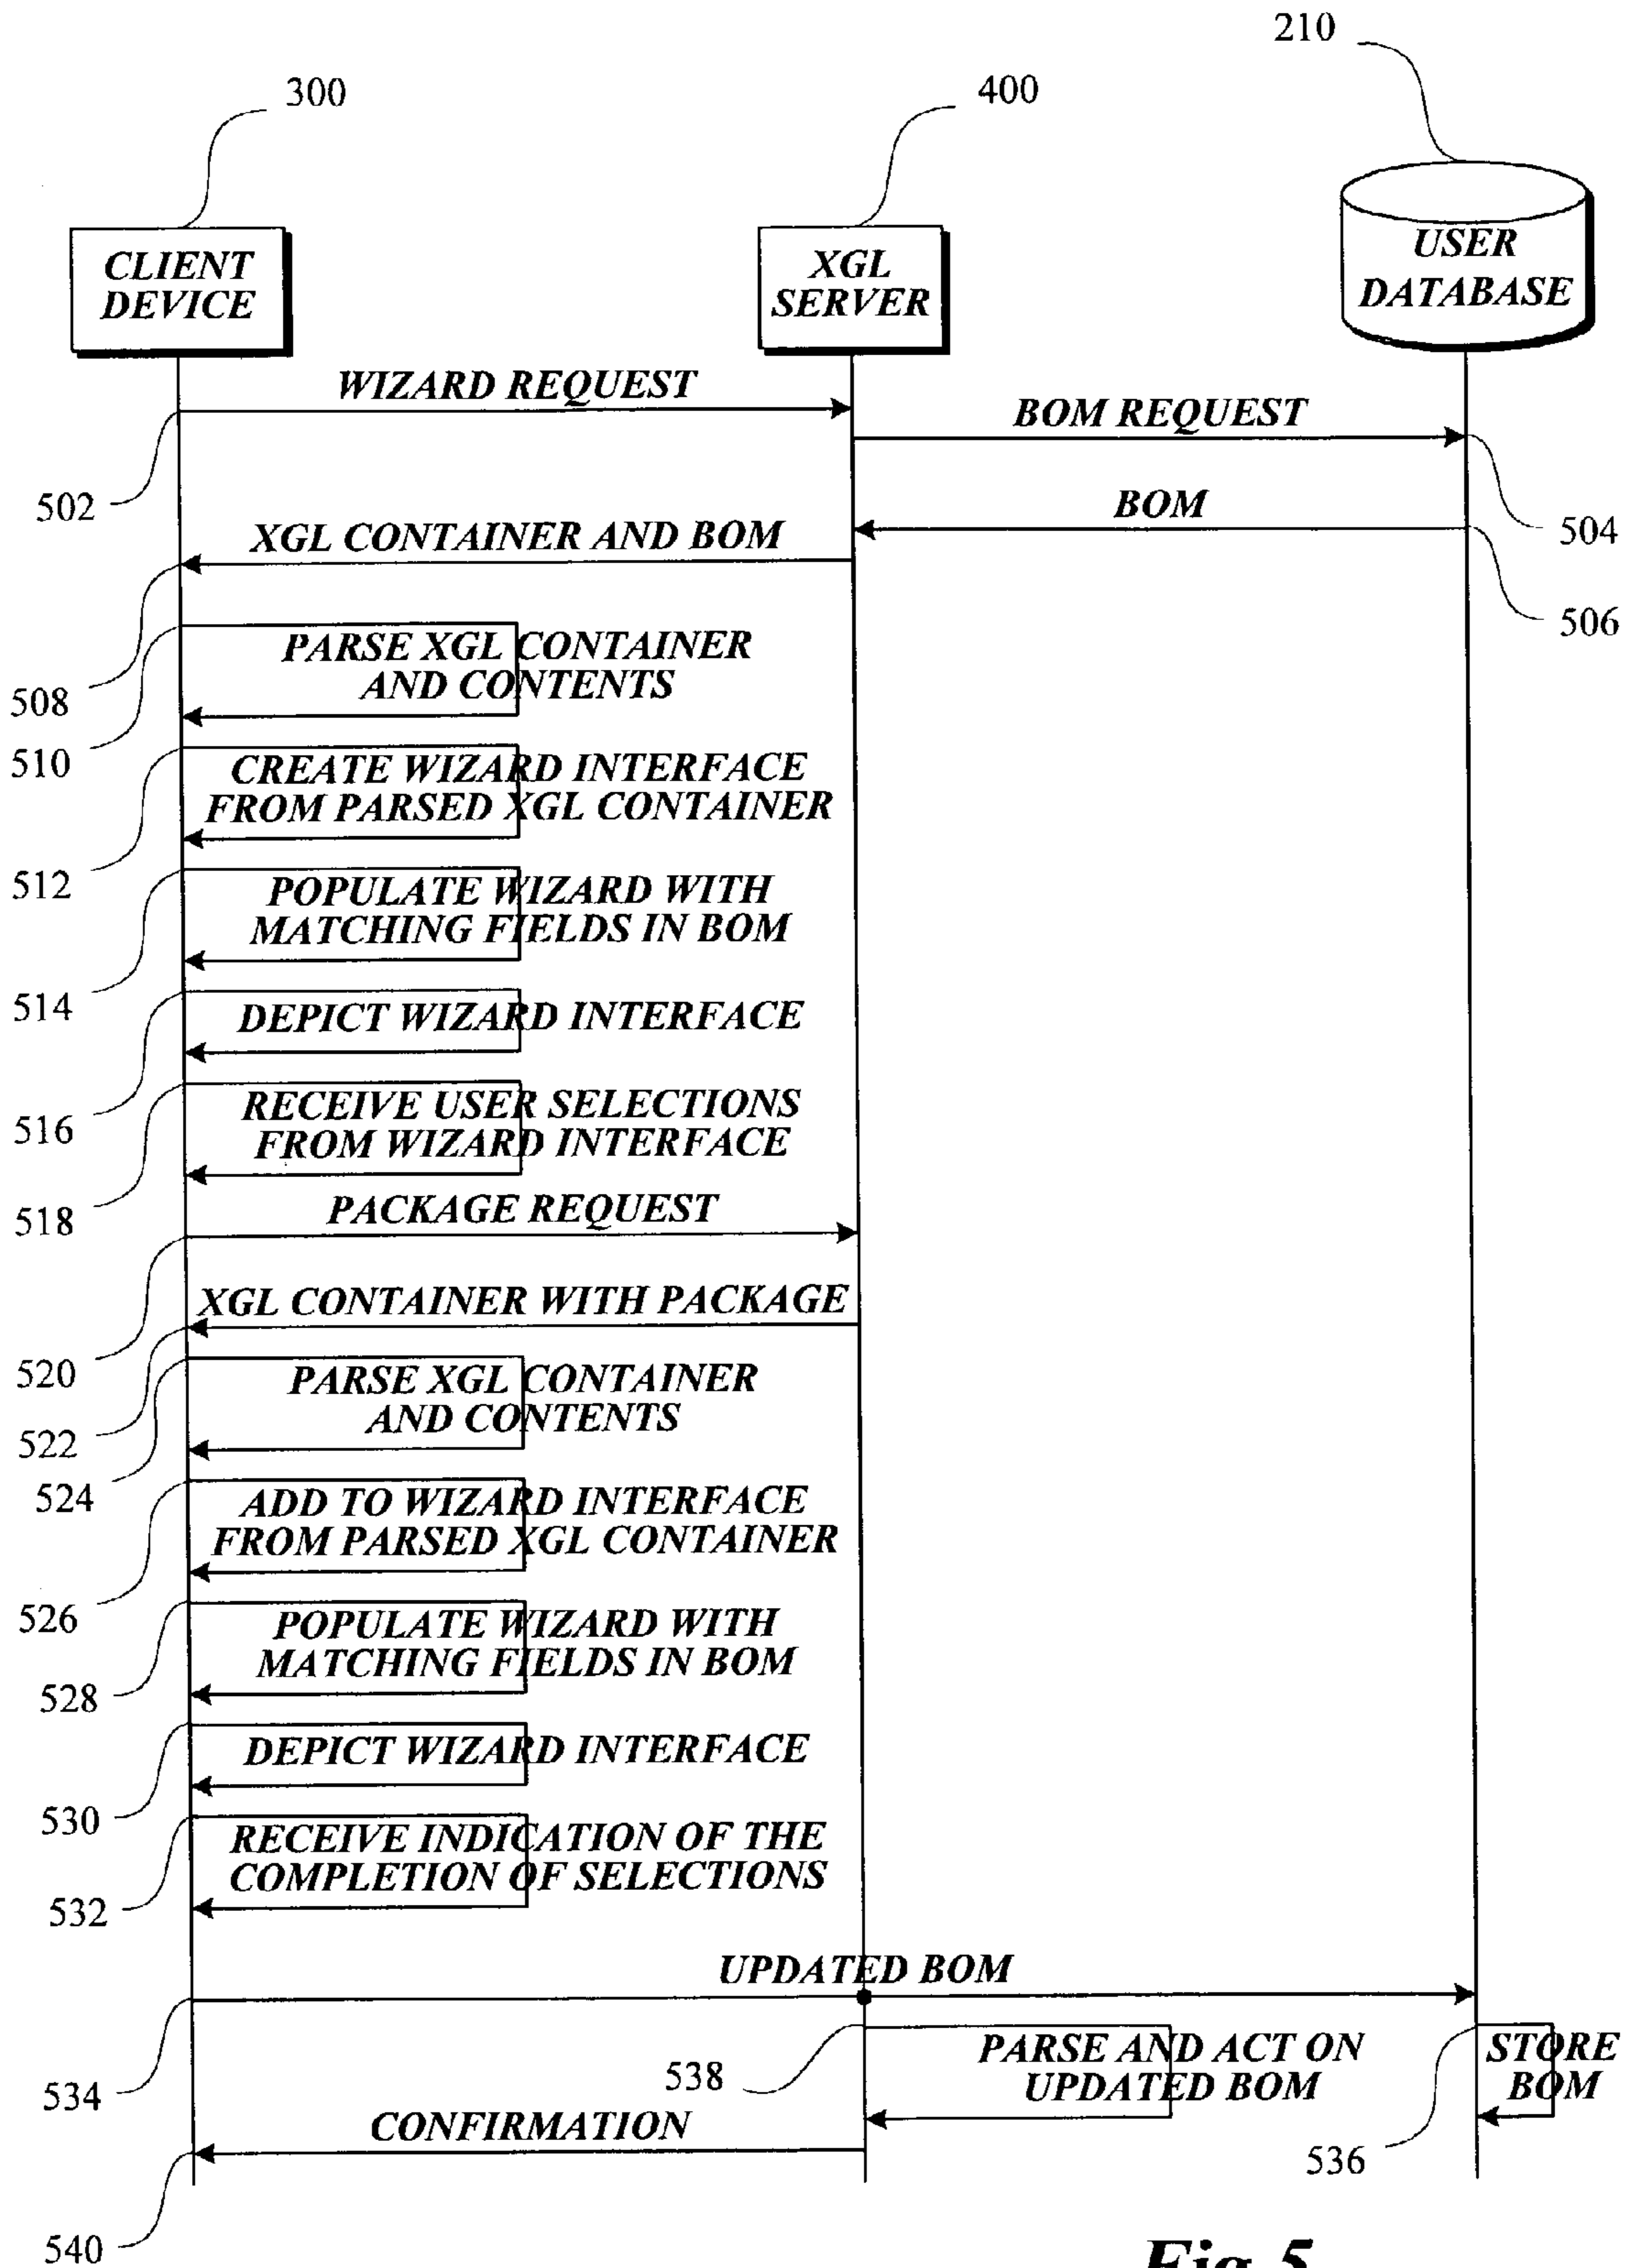 210
300
400
CLIENT
DEVICE
XGL
SERVER
USER
DATABASE
WIZARD REQUEST
BOM REQUEST
502
BOM
504
XGL CONTAINER AND BOM
506
PARSE XGL CONTAINER
AND CONTENTS
508
510
CREATE WIZARD INTERFACE
FROM PARSED XGL CONTAINER
512
POPULATE WIZARD WITH
MATCHING FIELDS IN BOM
514
DEPICT WIZARD INTERFACE
516
RECEIVE USER SELECTIONS
FROM WIZARD INTERFACE
518
PACKAGE REQUEST
XGL CONTAINER WITH PACKAGE
520
PARSE XGL CONTAINER
AND CONTENTS
522
524
ADD TO WIZARD INTERFACE
FROM PARSED XGL CONTAINER
526
POPULATE WIZARD WITH
MATCHING FIELDS IN BOM
528
DEPICT WIZARD INTERFACE
530
RECEIVE INDICATION OF THE
COMPLETION OF SELECTIONS
532
UPDATED BOM
534
538
PARSE AND ACT ON
UPDATED BOM
STORE
BOM
CONFIRMATION
536
540
Fig.5